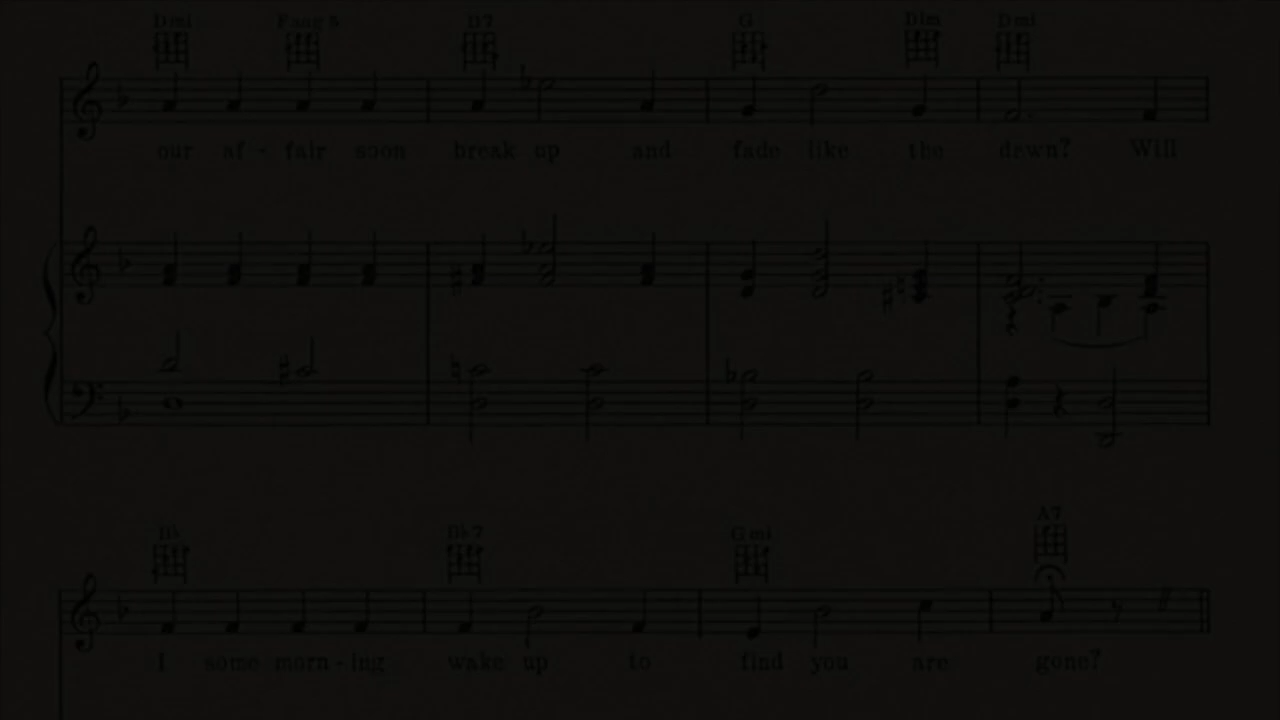 Dmi Faug5 D7 G Dim Dmi
our af - fair soon break up and fade like the dawn? Will
Bb Bb7 Gmi A7
I some morn - ing wake up to find you are gone?